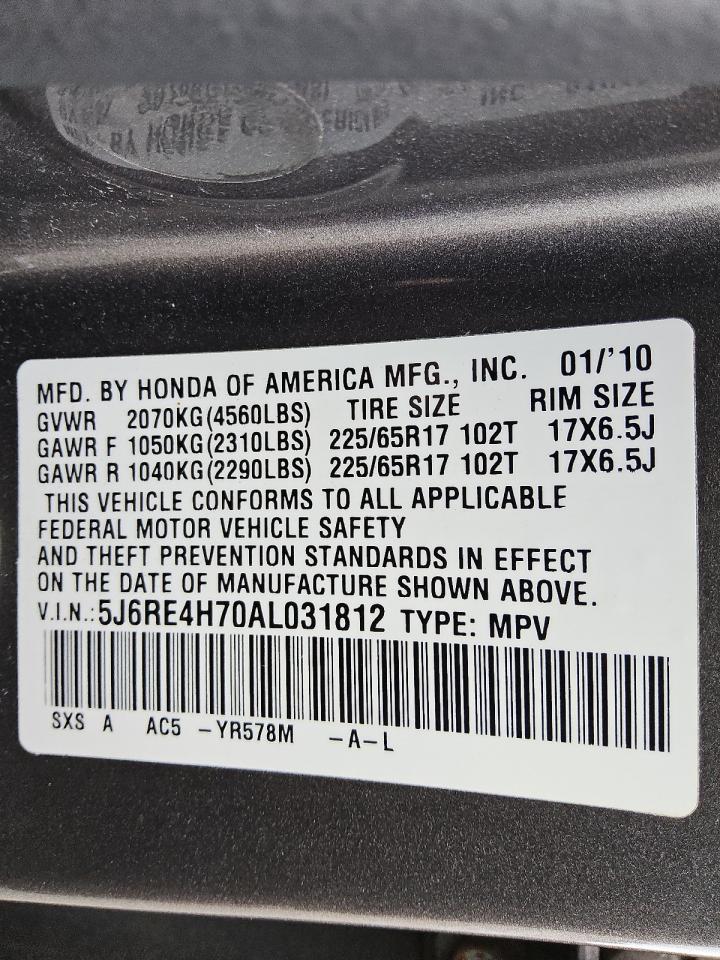 MFD. BY HONDA OF AMERICA MFG., INC. 01/'10
GVWR 2070KG(4560LBS) TIRE SIZE RIM SIZE
GAWR F 1050KG(2310LBS) 225/65R17 102T 17X6.5J
GAWR R 1040KG(2290LBS) 225/65R17 102T 17X6.5J
THIS VEHICLE CONFORMS TO ALL APPLICABLE
FEDERAL MOTOR VEHICLE SAFETY
AND THEFT PREVENTION STANDARDS IN EFFECT
ON THE DATE OF MANUFACTURE SHOWN ABOVE.
V.I.N.:5J6RE4H70AL031812 TYPE: MPV
SXS A AC5 -YR578M -A-L